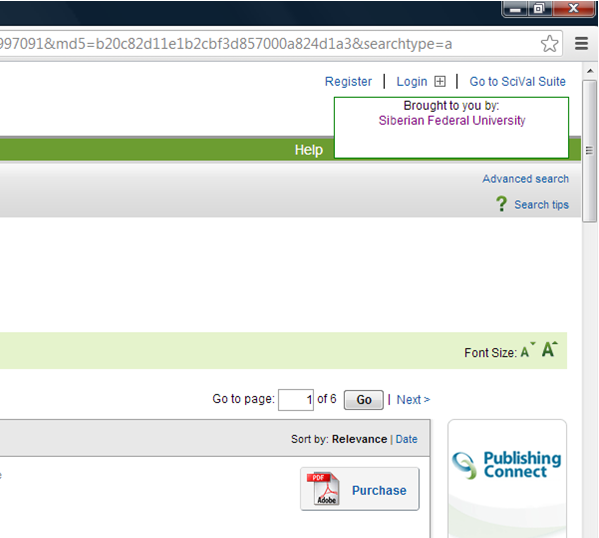 997091&md5=b20c82d11e1b2cbf3d857000a824d1a3&searchtype=a
Register | Login | Go to SciVal Suite
Brought to you by:
Siberian Federal University
Help
Advanced search
? Search tips
Font Size: A A
Go to page: 1 of 6 Go | Next >
Sort by: Relevance | Date
PDF
Adobe
Purchase
Publishing
Connect